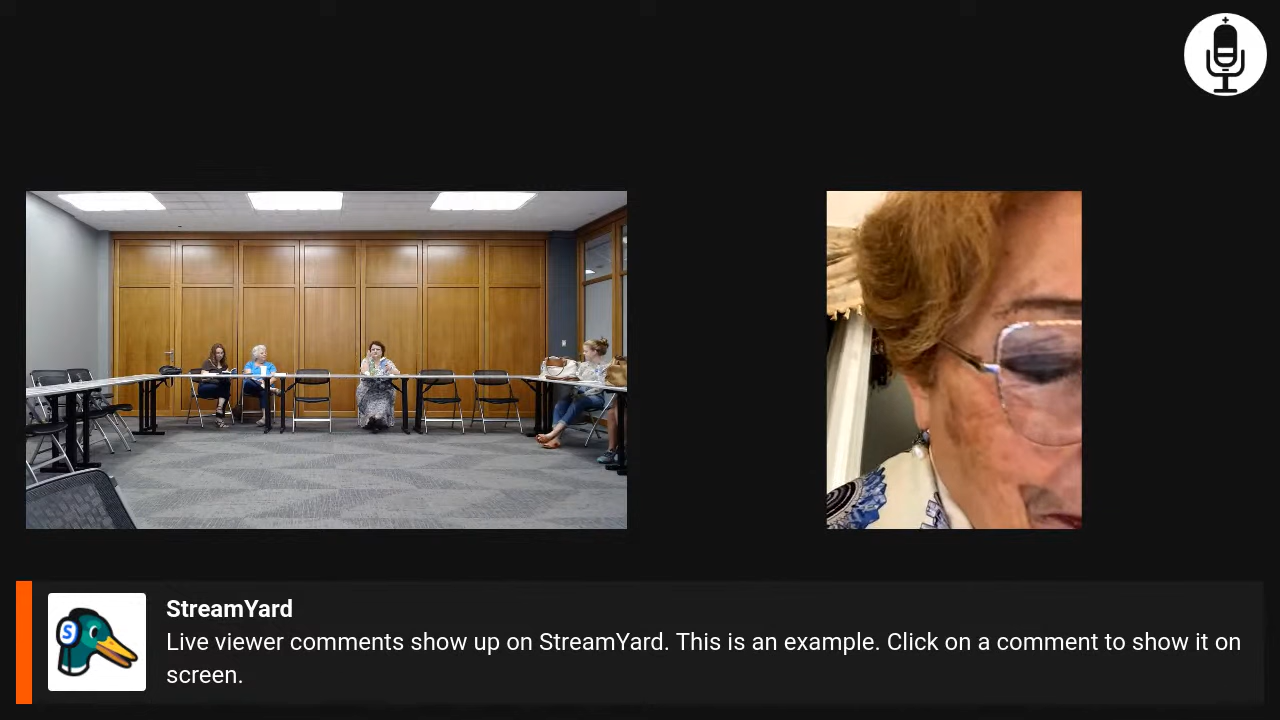 StreamYard
Live viewer comments show up on StreamYard. This is an example. Click on a comment to show it on
screen.
S